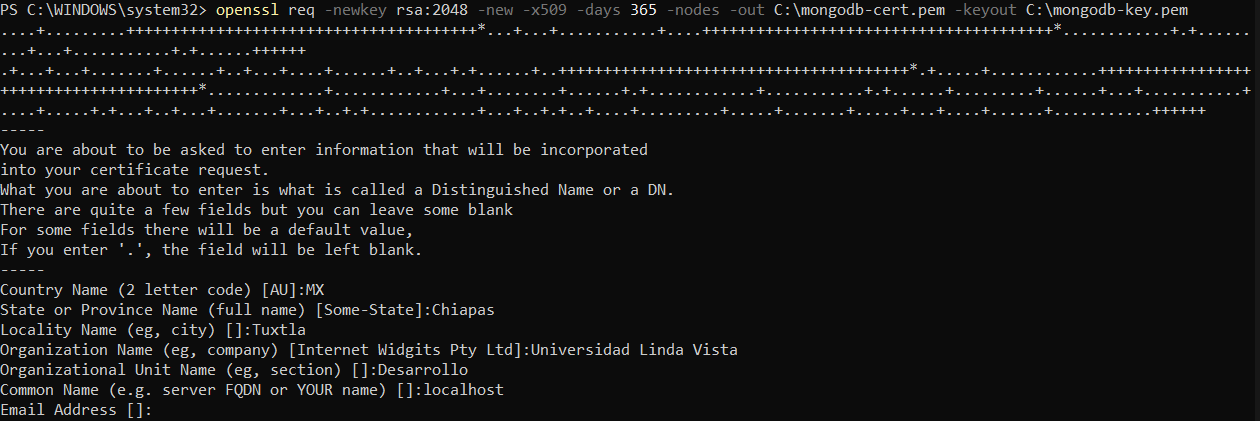 PS C:\WINDOWS\system32> openssl req -newkey rsa:2048 -new -x509 -days 365 -nodes -out C:\mongodb-cert.pem -keyout C:\mongodb-key.pem
....+.........+++++++++++++++++++++++++++++++++++++++*...+...+...........+....+++++++++++++++++++++++++++++++++++++++*............+.+......
...+...+...........+.+......++++++
.+...+...+.......+......+..+...+....+......+..+...+.+......+..+++++++++++++++++++++++++++++++++++++++*.+.....+............+++++++++++++++++
++++++++++++++++++++++*.............+............+...+........+......+.+............+...........+.+......+.........+......+...+...........+
....+.....+.+...+..+...+.......+...+..+.+............+...+..+.+..+....+.........+.....+.......+.....+...+....+......+...........++++++
-----
You are about to be asked to enter information that will be incorporated
into your certificate request.
What you are about to enter is what is called a Distinguished Name or a DN.
There are quite a few fields but you can leave some blank
For some fields there will be a default value,
If you enter '.', the field will be left blank.
-----
Country Name (2 letter code) [AU]:MX
State or Province Name (full name) [Some-State]:Chiapas
Locality Name (eg, city) []:Tuxtla
Organization Name (eg, company) [Internet Widgits Pty Ltd]:Universidad Linda Vista
Organizational Unit Name (eg, section) []:Desarrollo
Common Name (e.g. server FQDN or YOUR name) []:localhost
Email Address []: